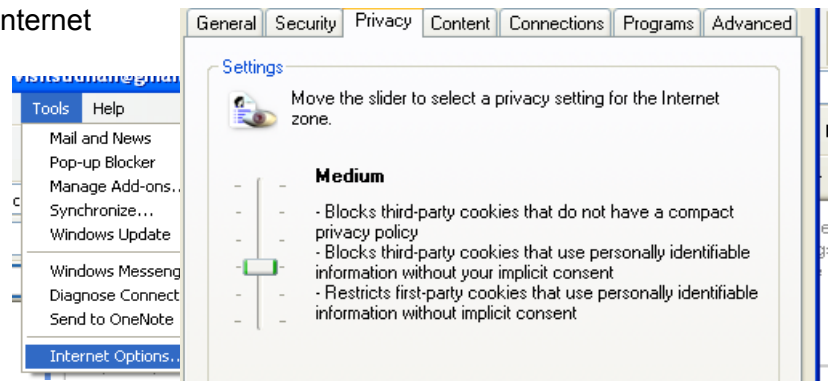 nternet
Tools Help
Mail and News
Pop-up Blocker
Manage Add-ons..
Synchronize...
Windows Update
Windows Messeng
Diagnose Connect
Send to OneNote
Internet Options..
General Security Privacy Content Connections Programs Advanced
Settings
Move the slider to select a privacy setting for the Internet
zone.
Medium
- Blocks third-party cookies that do not have a compact
privacy policy
- Blocks third-party cookies that use personally identifiable
information without your implicit consent
- Restricts first-party cookies that use personally identifiable
information without implicit consent